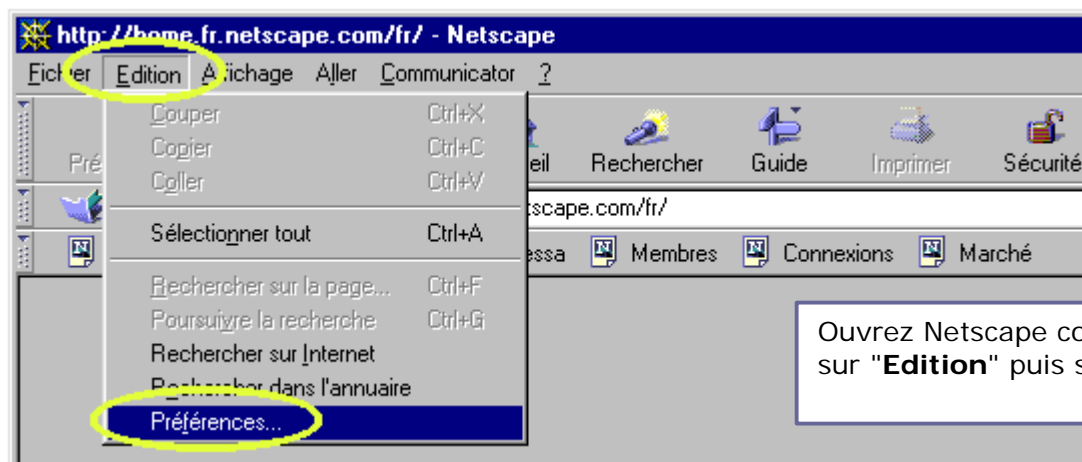 http://home.fr.netscape.com/fr/ - Netscape
Fichier Edition Affichage Aller Communicator ?
Couper Ctrl+X
Copier Ctrl+C
Coller Ctrl+V
Sélectionner tout Ctrl+A
Rechercher sur la page... Ctrl+F
Poursuivre la recherche Ctrl+G
Rechercher sur Internet
Rechercher dans l'annuaire
Préférences...
Pré eil Rechercher Guide Imprimer Sécurité
tscape.com/fr/
essa Membres Connexions Marché
Ouvrez Netscape co
sur "Edition" puis s